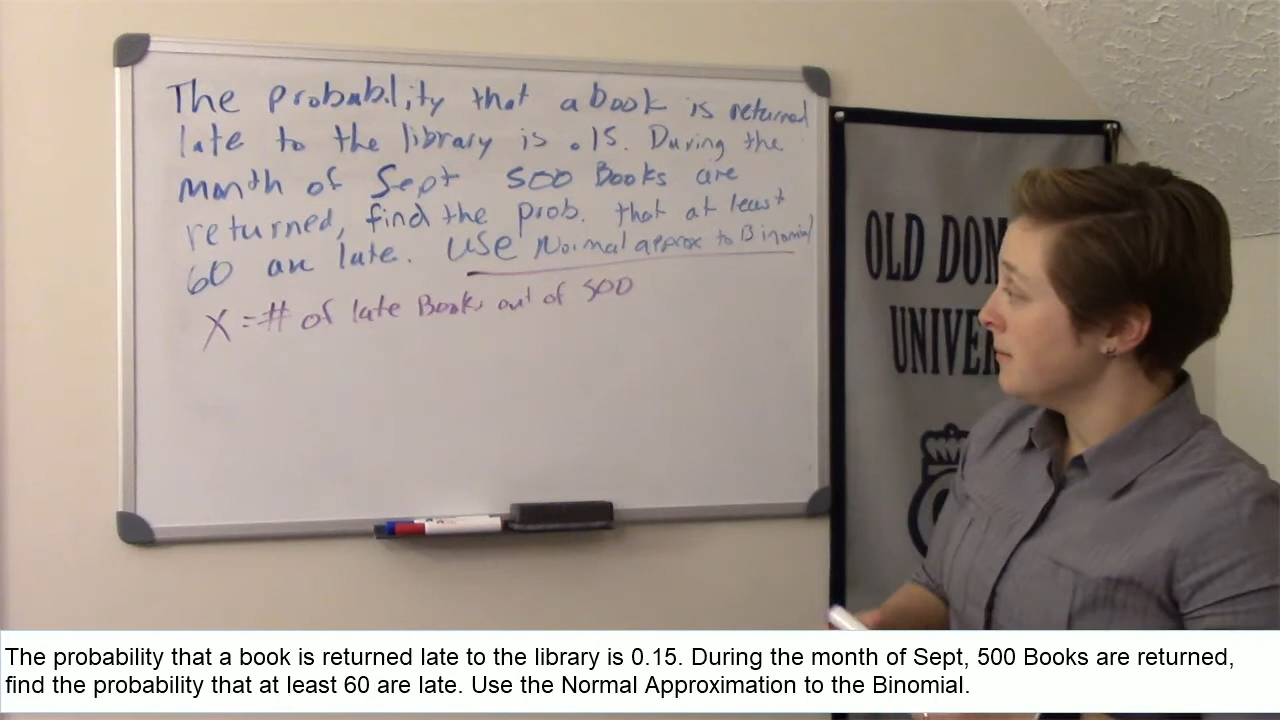 The probability that a book is returned
late to the library is .15. During the
month of Sept 500 Books are
returned, find the prob. that at least
60 are late. Use Normal approx to Binomial
X = # of late Books out of 500
OLD DOM
UNIVER
The probability that a book is returned late to the library is 0.15. During the month of Sept, 500 Books are returned,
find the probability that at least 60 are late. Use the Normal Approximation to the Binomial.